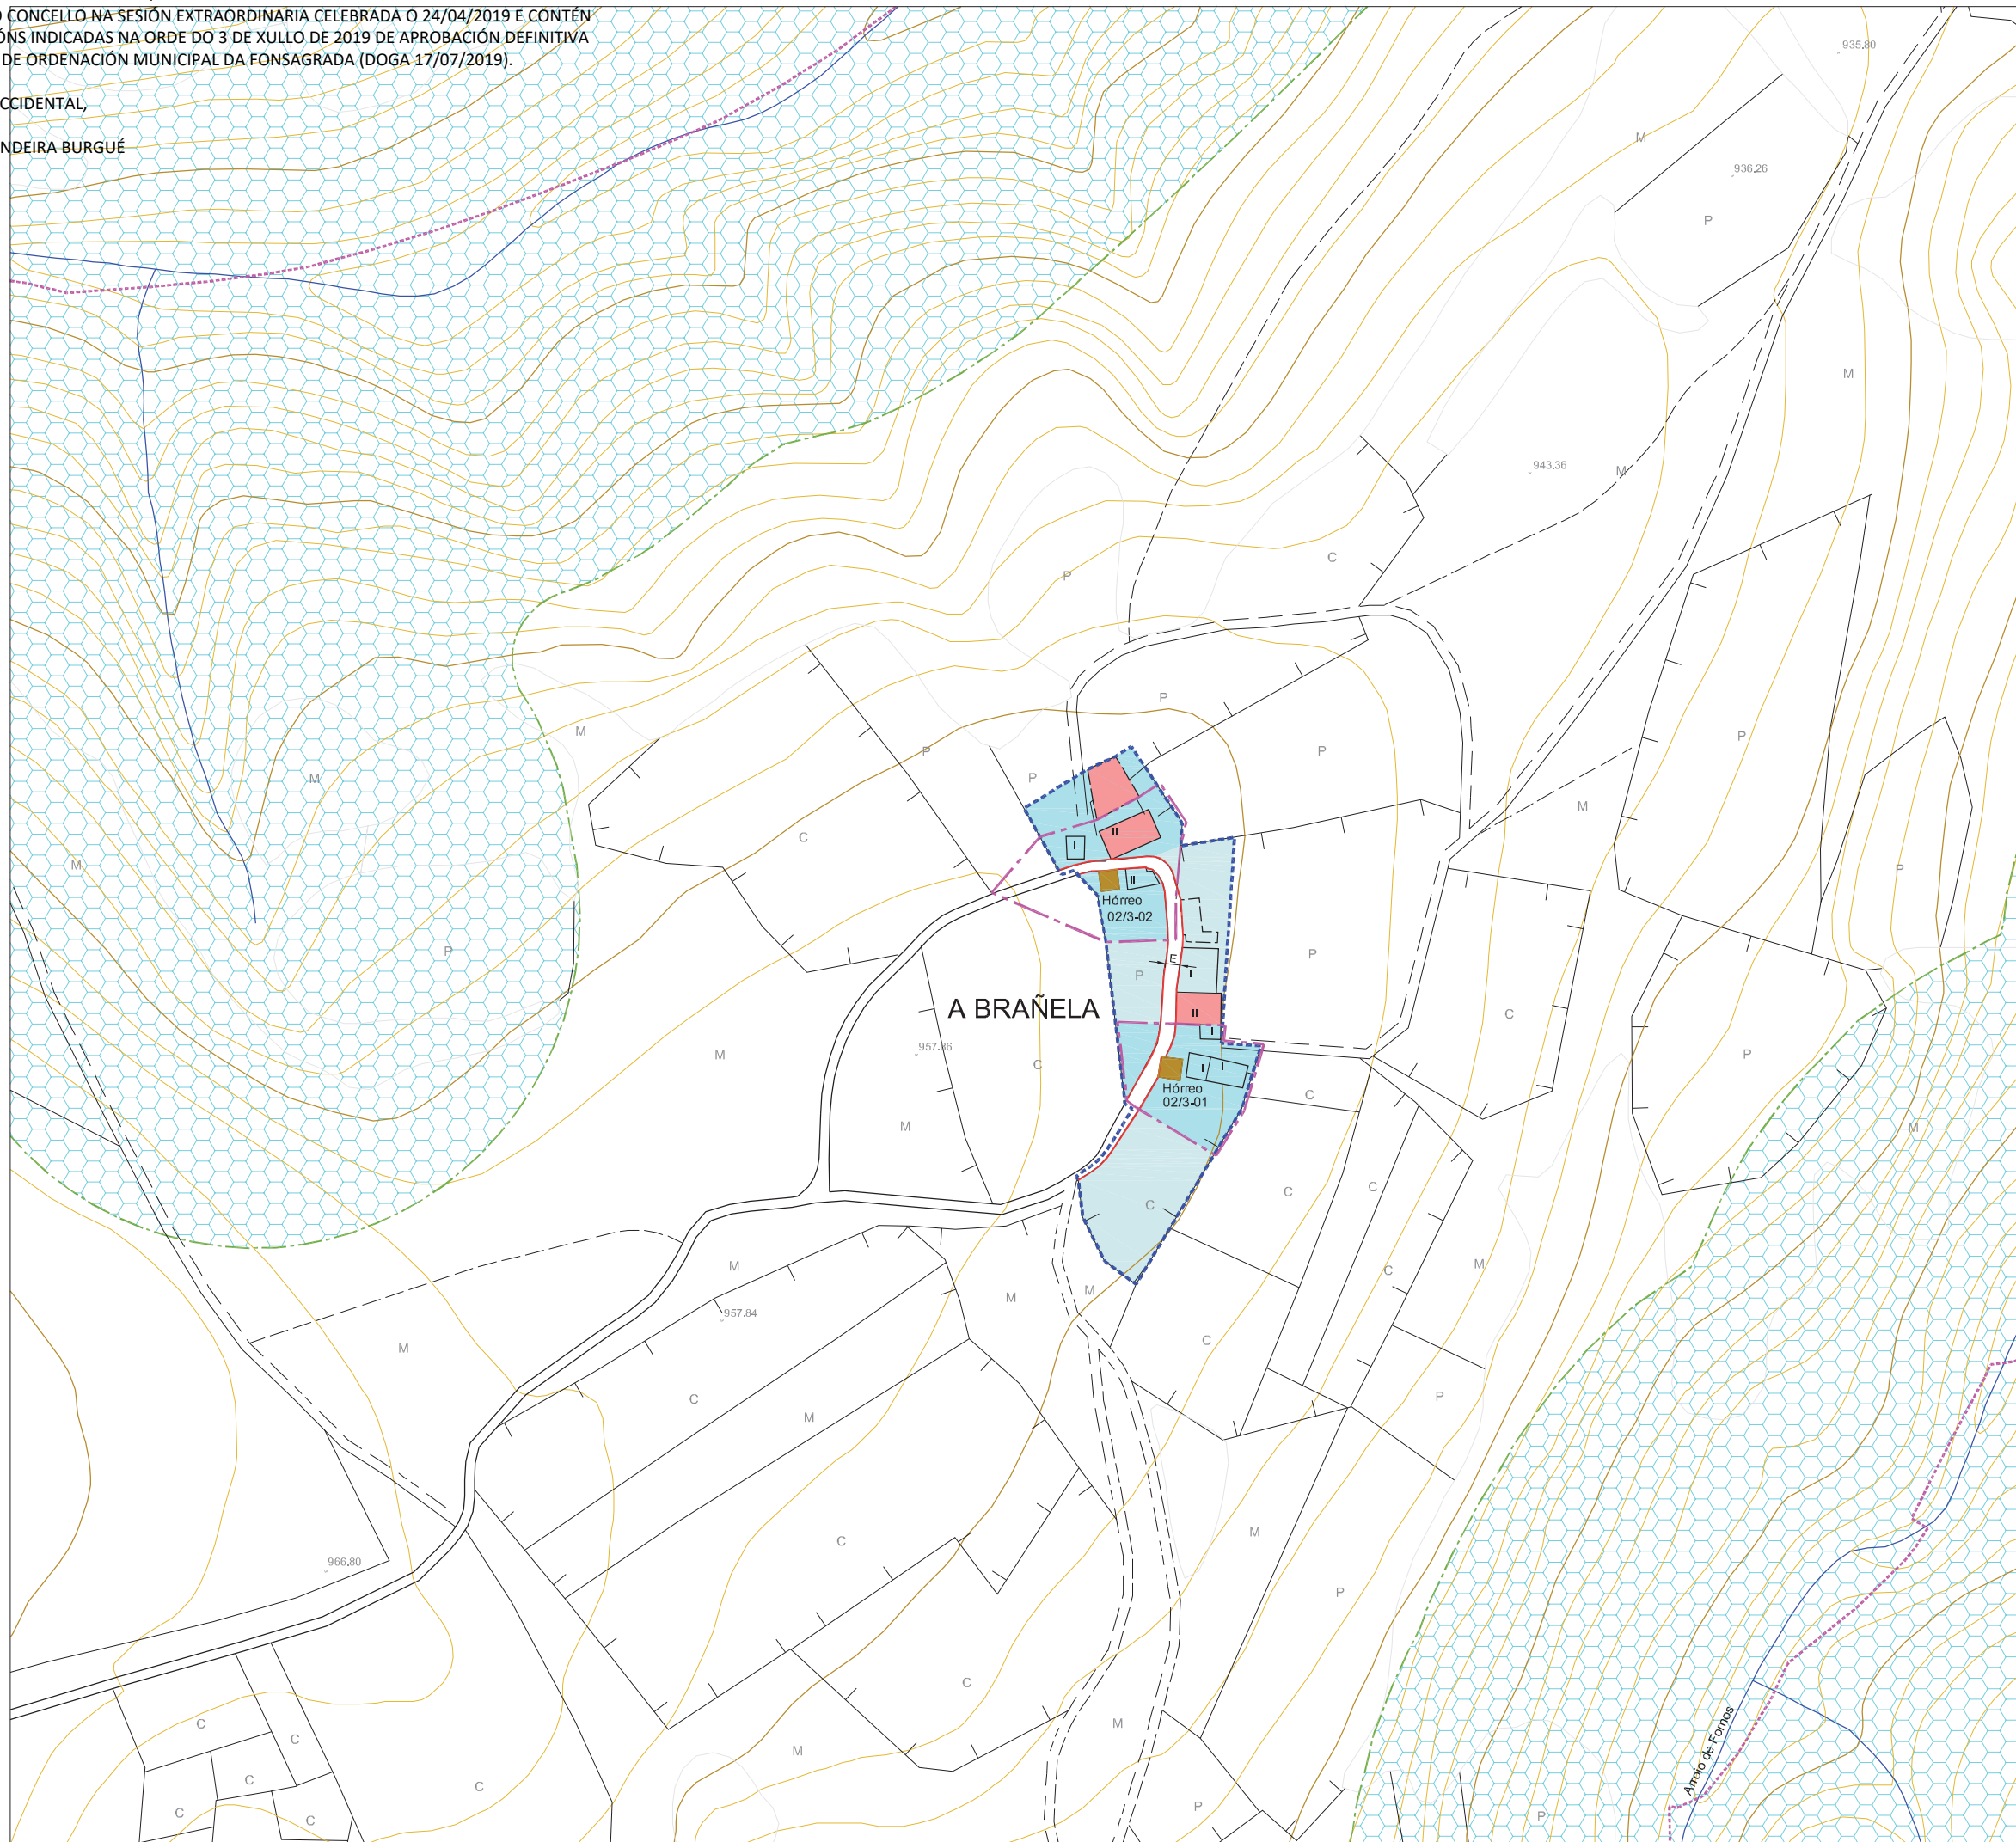 O CONCELLO NA SESIÓN EXTRAORDINARIA CELEBRADA O 24/04/2019 E CONTÉN
ÓNS INDICADAS NA ORDE DO 3 DE XULLO DE 2019 DE APROBACIÓN DEFINITIVA
DE ORDENACIÓN MUNICIPAL DA FONSAGRADA (DOGA 17/07/2019).
CCIDENTAL,
NDEIRA BURGUÉ
935.80
M
936.26
P
M
943.36
M
C
P
P
M
P
P
P
P
M
M
C
II
I
M
P
II
Hórreo
02/3-02
P
P
E
P
I
A BRAÑELA
II
C
I
957.86
M
C
P
I
I
Hórreo
02/3-01
C
M
M
C
C
C
M
C
M
M
M
957.84
C
M
C
P
C
M
M
C
966.80
P
C
M
C
C
M
Arroio de Fornos
C
C
P
C
C
P